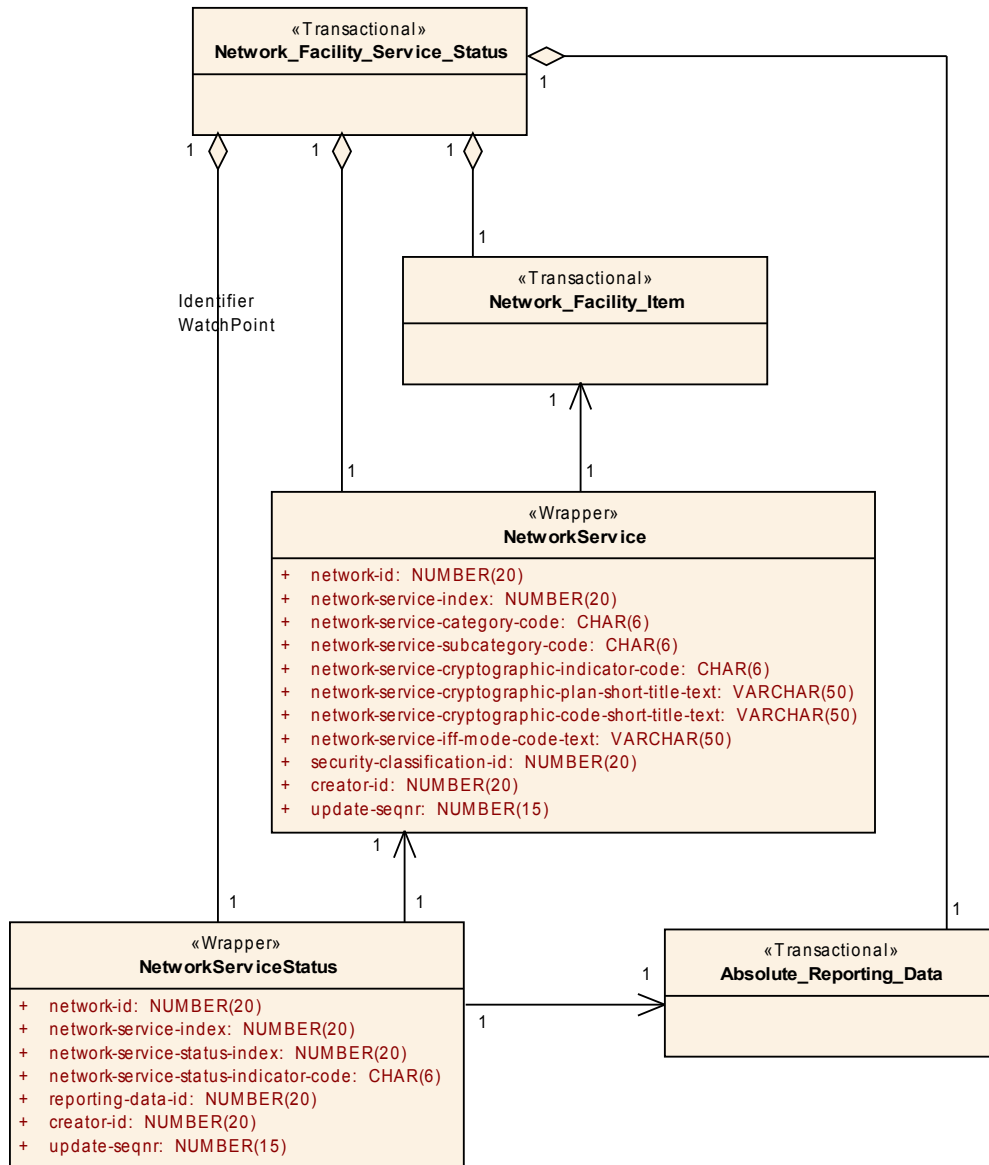 «Transactional»
Network_Facility_Service_Status
1
1
1
1
1
«Transactional»
Network_Facility_Item
Identifier
WatchPoint
1
1
1
«Wrapper»
NetworkService
+ network-id: NUMBER(20)
+ network-service-index: NUMBER(20)
+ network-service-category-code: CHAR(6)
+ network-service-subcategory-code: CHAR(6)
+ network-service-cryptographic-indicator-code: CHAR(6)
+ network-service-cryptographic-plan-short-title-text: VARCHAR(50)
+ network-service-cryptographic-code-short-title-text: VARCHAR(50)
+ network-service-iff-mode-code-text: VARCHAR(50)
+ security-classification-id: NUMBER(20)
+ creator-id: NUMBER(20)
+ update-seqnr: NUMBER(15)
1
1
1
1
«Wrapper»
NetworkServiceStatus
+ network-id: NUMBER(20)
+ network-service-index: NUMBER(20)
+ network-service-status-index: NUMBER(20)
+ network-service-status-indicator-code: CHAR(6)
+ reporting-data-id: NUMBER(20)
+ creator-id: NUMBER(20)
+ update-seqnr: NUMBER(15)
1
1
«Transactional»
Absolute_Reporting_Data